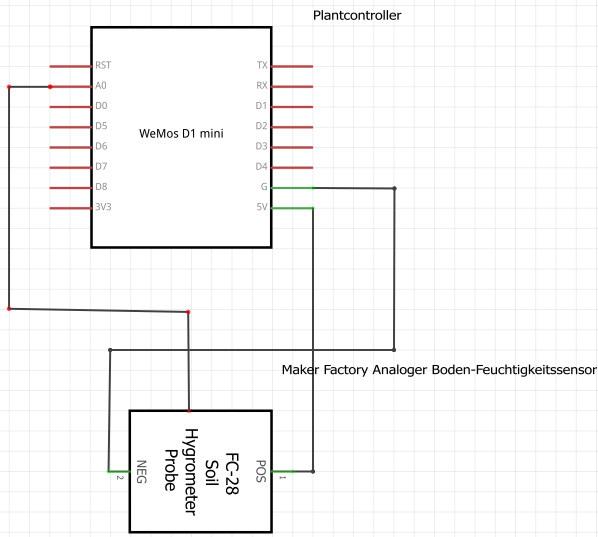 Plantcontroller
RST TX
A0 RX
D0 D1
D5 D2
WeMos D1 mini
D6 D3
D7 D4
D8 G
3V3 5V
Maker Factory Analoger Boden-Feuchtigkeitssensor
FC-28
Soil
Hygrometer
Probe
POS
1
NEG
2